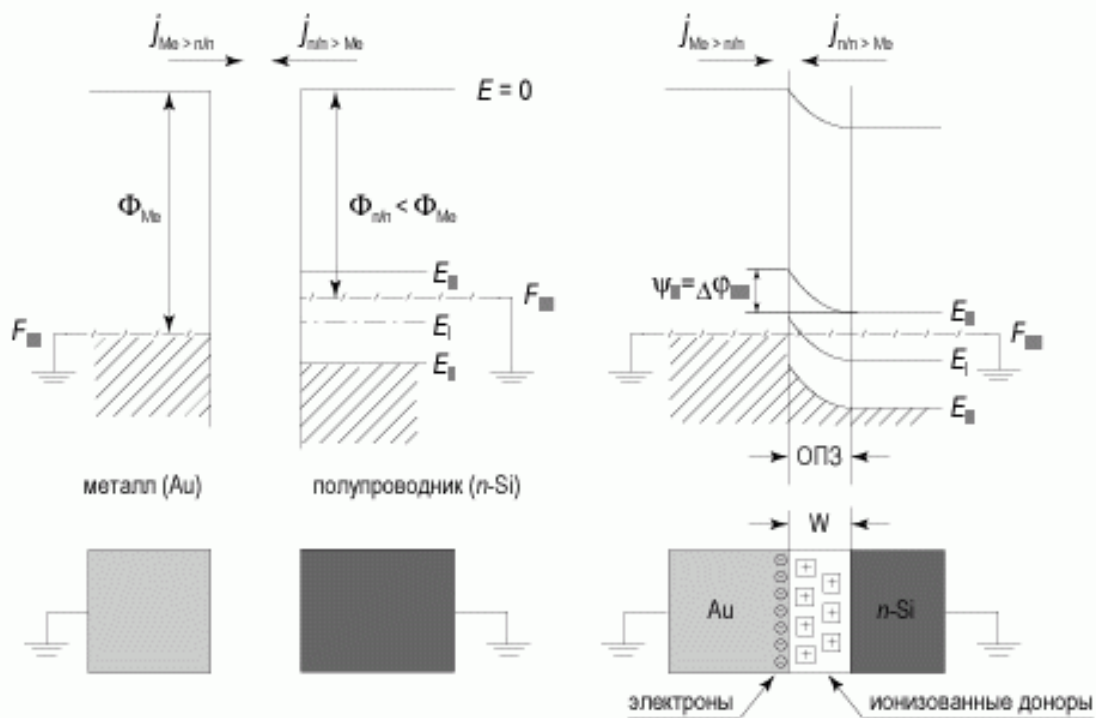 j Me > п/п
j п/п > Me
E = 0
Φ Me
Φ п/п < Φ Me
E
F
E i
E
F
металл (Au)
полупроводник (n-Si)
j Me > п/п
j п/п > Me
ψ = Δφ
E
F
E i
E
ОПЗ
W
Au
n-Si
электроны
ионизованные доноры